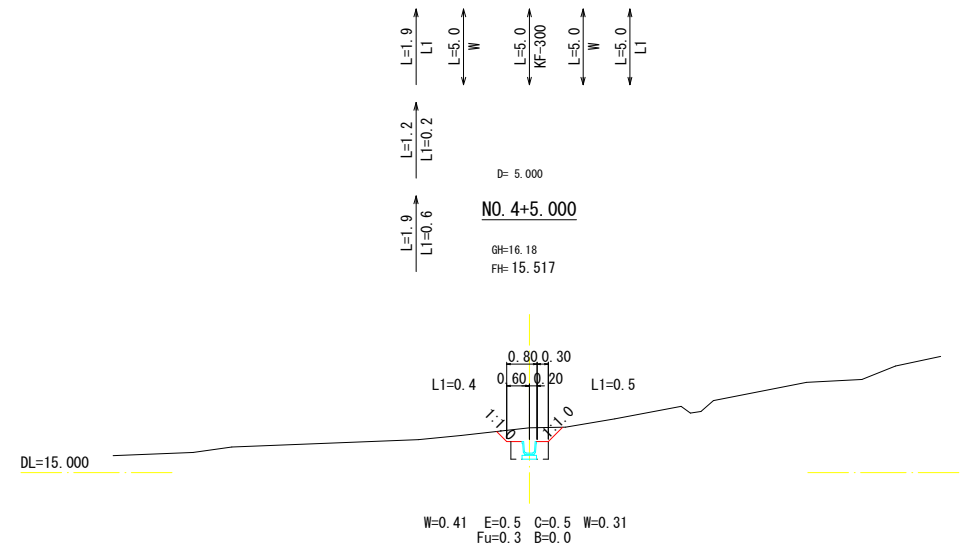 L=1.9
L1
L=5.0
W
L=5.0
KF-300
L=5.0
W
L=5.0
L1
L=1.2
L1=0.2
D= 5.000
NO.4+5.000
L=1.9
L1=0.6
GH=16.18
FH= 15.517
0.80 0.30
0.60 0.20
L1=0.4
L1=0.5
1:1.0
1:1.0
DL=15.000
W=0.41 E=0.5 C=0.5 W=0.31
Fu=0.3 B=0.0